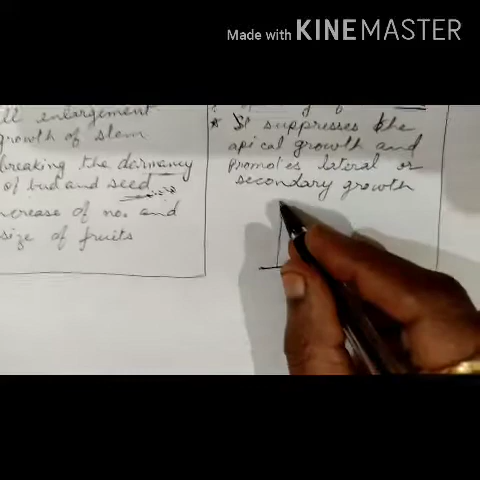 Made with KINEMASTER
ll enlargement
growth of stem
breaking the dormancy
of bud and seed
ncrease of no. and
size of fruits
* It suppresses the
apical growth and
promotes lateral or
secondary growth